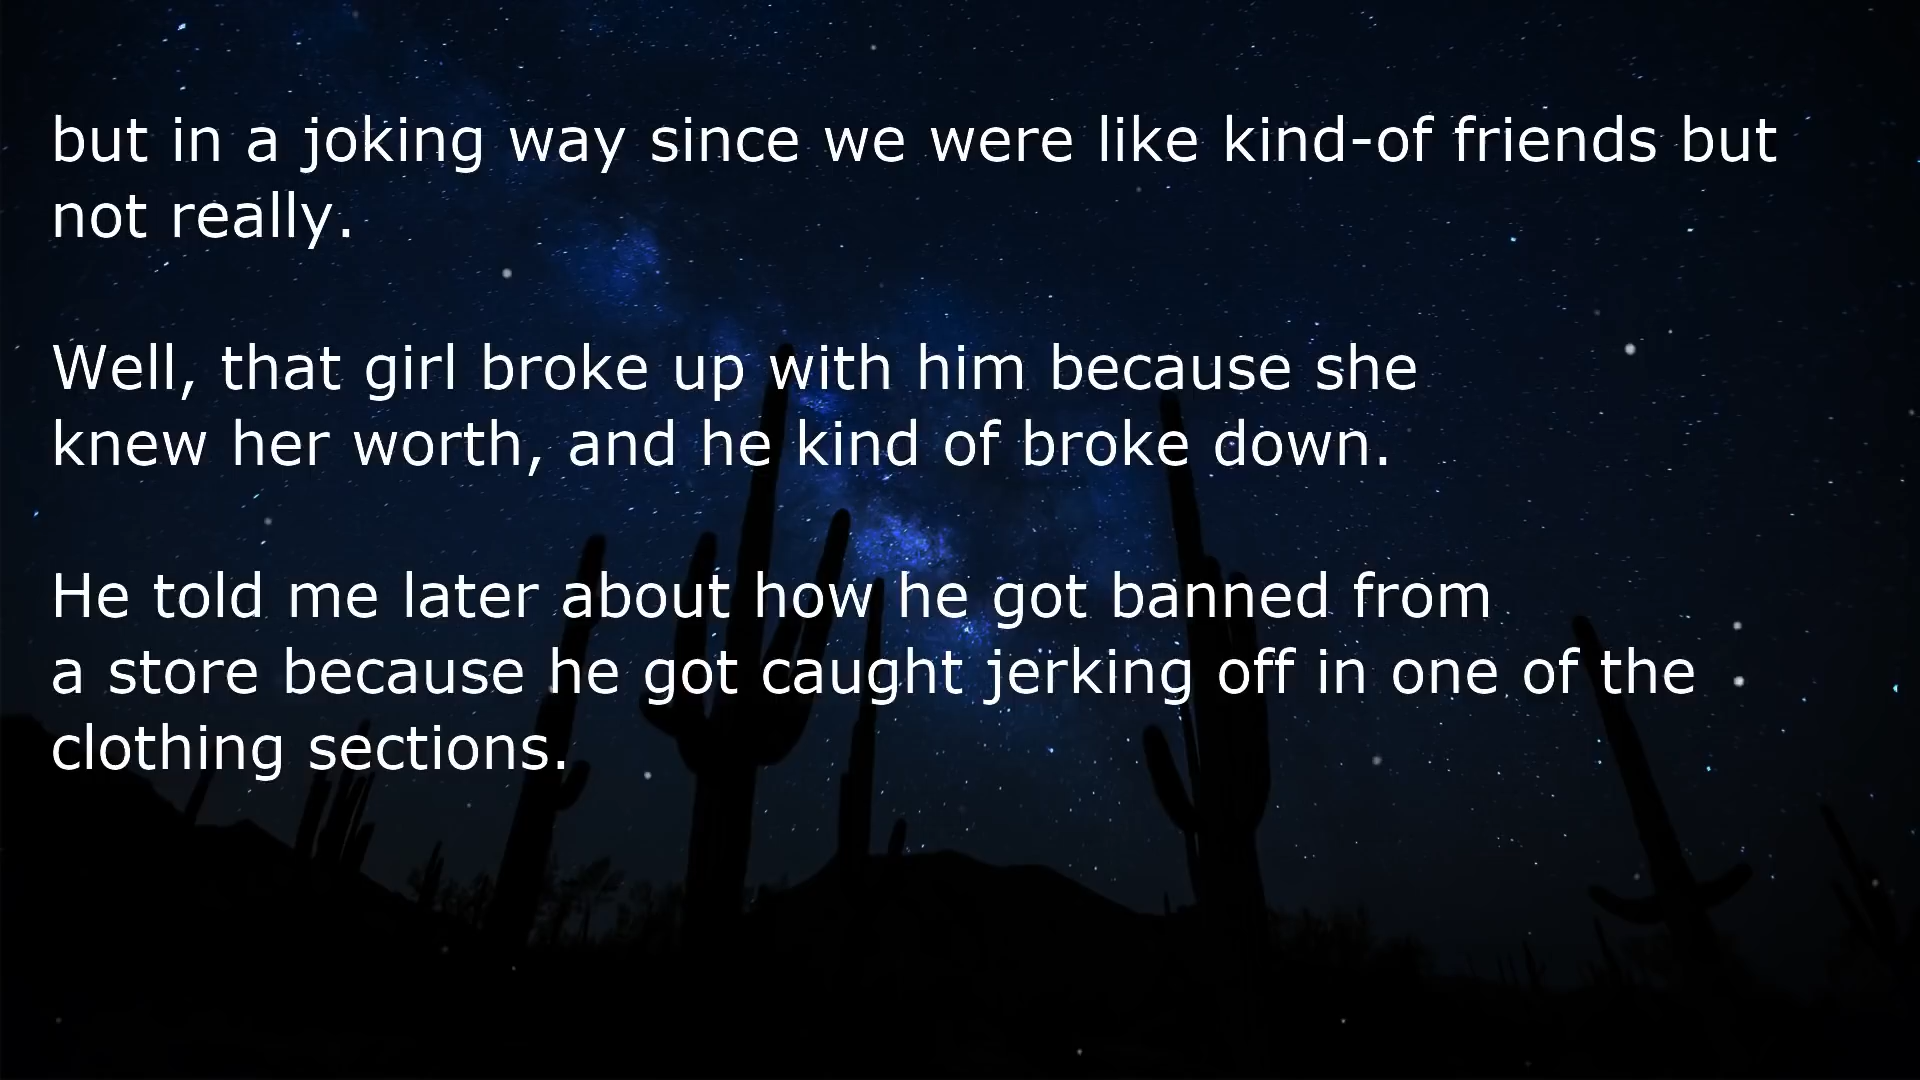 but in a joking way since we were like kind-of friends but
not really.
Well, that girl broke up with him because she
knew her worth, and he kind of broke down.
He told me later about how he got banned from
a store because he got caught jerking off in one of the
clothing sections.